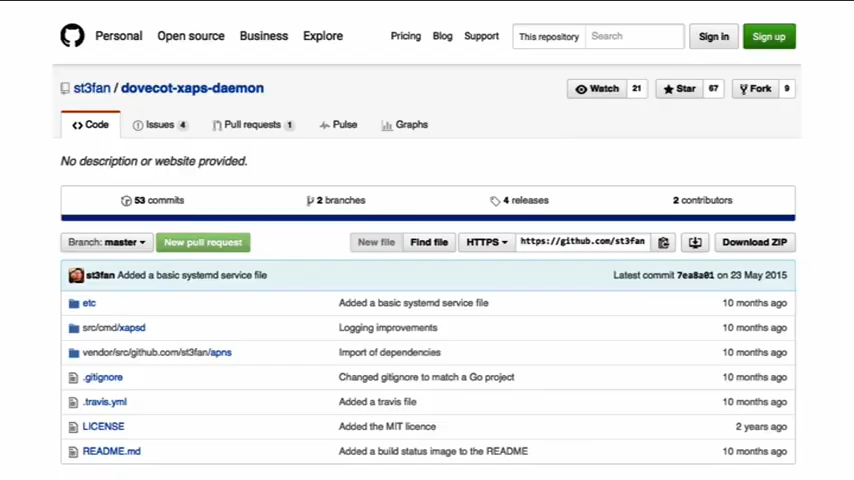 Personal Open source Business Explore Pricing Blog Support This repository Search Sign in Sign up
st3fan / dovecot-xaps-daemon Watch 21 Star 67 Fork 9
Code Issues 4 Pull requests 1 Pulse Graphs
No description or website provided.
53 commits 2 branches 4 releases 2 contributors
Branch: master New pull request New file Find file HTTPS https://github.com/st3fan Download ZIP
st3fan Added a basic systemd service file Latest commit 7ea8a01 on 23 May 2015
etc Added a basic systemd service file 10 months ago
src/cmd/xapsd Logging improvements 10 months ago
vendor/src/github.com/st3fan/apns Import of dependencies 10 months ago
.gitignore Changed gitignore to match a Go project 10 months ago
.travis.yml Added a travis file 10 months ago
LICENSE Added the MIT licence 2 years ago
README.md Added a build status image to the README 10 months ago